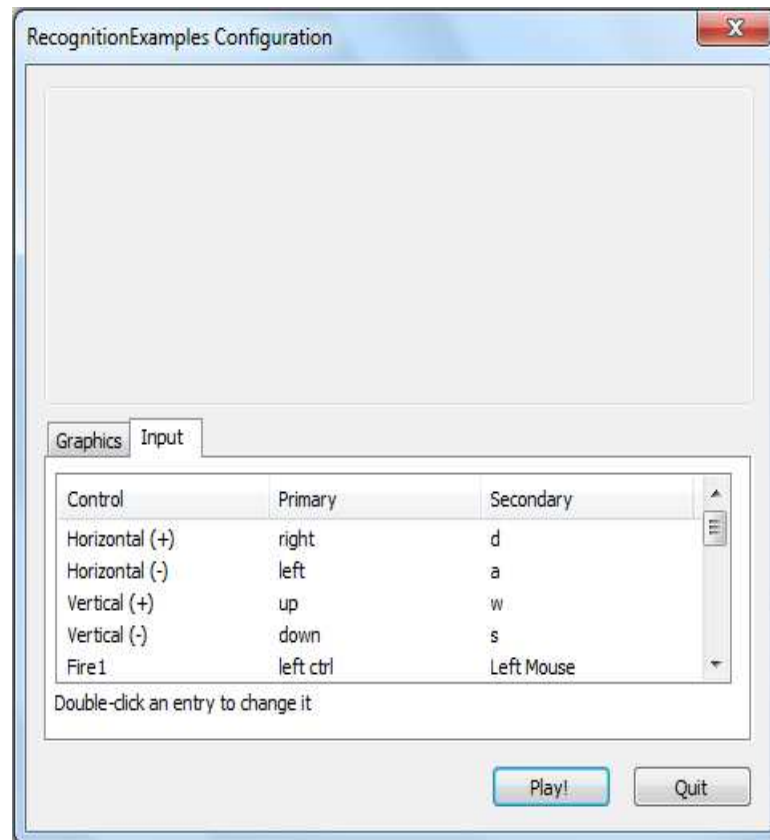 RecognitionExamples Configuration
X
Graphics Input
Control Primary Secondary
Horizontal (+) right d
Horizontal (-) left a
Vertical (+) up w
Vertical (-) down s
Fire1 left ctrl Left Mouse
Double-click an entry to change it
Play! Quit